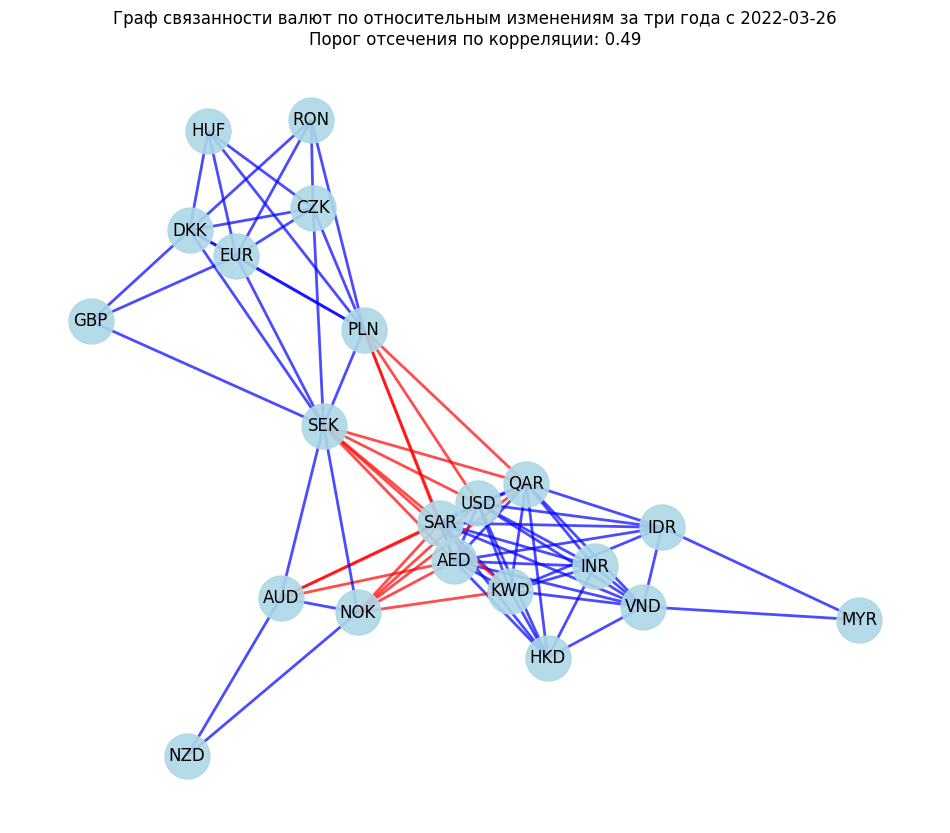 Граф связанности валют по относительным изменениям за три года с 2022-03-26
Порог отсечения по корреляции: 0.49
RON
HUF
CZK
DKK
EUR
GBP
PLN
SEK
QAR
USD
SAR
IDR
AED
INR
KWD
AUD
VND
NOK
MYR
HKD
NZD